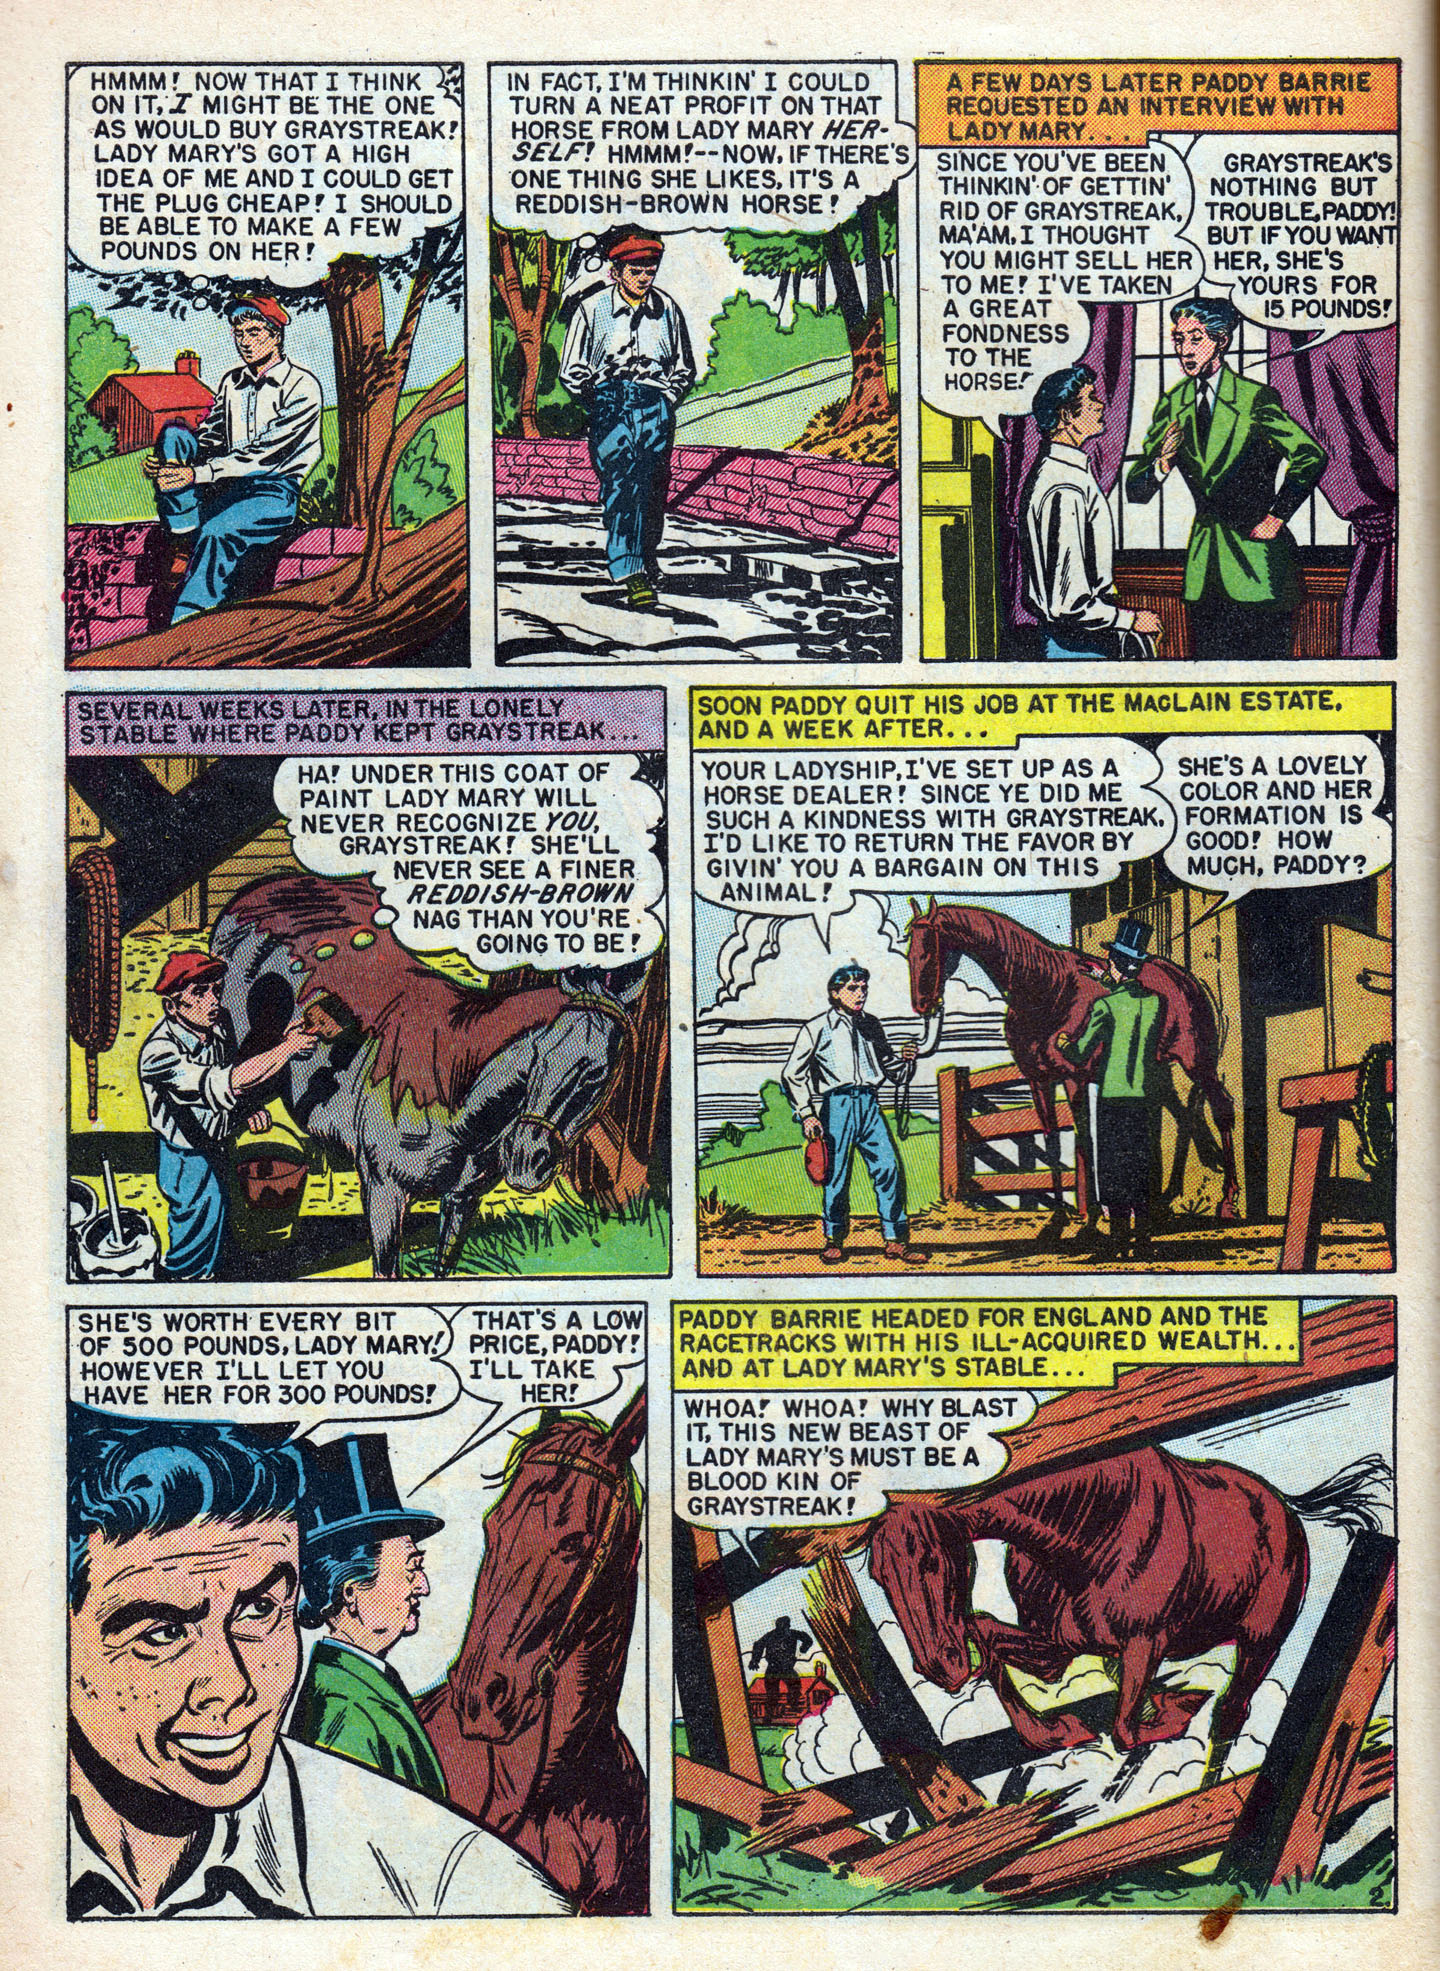 HMMM! NOW THAT I THINK
ON IT, I MIGHT BE THE ONE
AS WOULD BUY GRAYSTREAK!
LADY MARY'S GOT A HIGH
IDEA OF ME AND I COULD GET
THE PLUG CHEAP! I SHOULD
BE ABLE TO MAKE A FEW
POUNDS ON HER!
IN FACT, I'M THINKIN' I COULD
TURN A NEAT PROFIT ON THAT
HORSE FROM LADY MARY HER-
SELF! HMMM!--NOW, IF THERE'S
ONE THING SHE LIKES, IT'S A
REDDISH-BROWN HORSE!
A FEW DAYS LATER PADDY BARRIE
REQUESTED AN INTERVIEW WITH
LADY MARY...
SINCE YOU'VE BEEN
THINKIN' OF GETTIN'
RID OF GRAYSTREAK,
MA'AM, I THOUGHT
YOU MIGHT SELL HER
TO ME! I'VE TAKEN
A GREAT
FONDNESS
TO THE
HORSE!
GRAYSTREAK'S
NOTHING BUT
TROUBLE, PADDY!
BUT IF YOU WANT
HER, SHE'S
YOURS FOR
15 POUNDS!
SEVERAL WEEKS LATER, IN THE LONELY
STABLE WHERE PADDY KEPT GRAYSTREAK...
HA! UNDER THIS COAT OF
PAINT LADY MARY WILL
NEVER RECOGNIZE YOU,
GRAYSTREAK! SHE'LL
NEVER SEE A FINER
REDDISH-BROWN
NAG THAN YOU'RE
GOING TO BE!
SOON PADDY QUIT HIS JOB AT THE MACLAIN ESTATE,
AND A WEEK AFTER...
YOUR LADYSHIP, I'VE SET UP AS A
HORSE DEALER! SINCE YE DID ME
SUCH A KINDNESS WITH GRAYSTREAK,
I'D LIKE TO RETURN THE FAVOR BY
GIVIN' YOU A BARGAIN ON THIS
ANIMAL!
SHE'S A LOVELY
COLOR AND HER
FORMATION IS
GOOD! HOW
MUCH, PADDY?
SHE'S WORTH EVERY BIT
OF 500 POUNDS, LADY MARY!
HOWEVER I'LL LET YOU
HAVE HER FOR 300 POUNDS!
THAT'S A LOW
PRICE, PADDY!
I'LL TAKE
HER!
PADDY BARRIE HEADED FOR ENGLAND AND THE
RACETRACKS WITH HIS ILL-ACQUIRED WEALTH...
AND AT LADY MARY'S STABLE...
WHOA! WHOA! WHY BLAST
IT, THIS NEW BEAST OF
LADY MARY'S MUST BE A
BLOOD KIN OF
GRAYSTREAK!
2